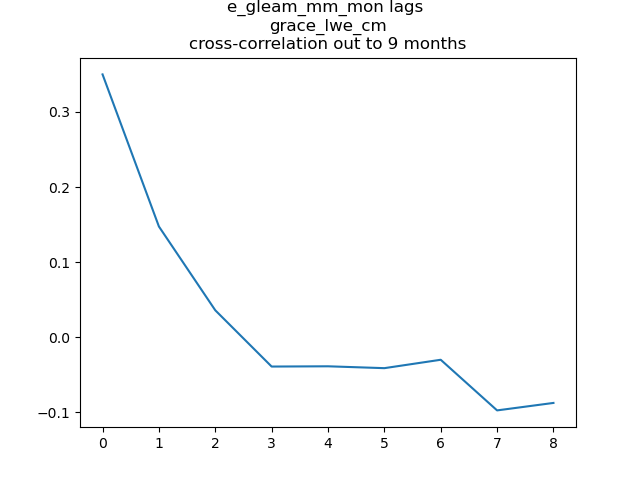 e_gleam_mm_mon lags
grace_lwe_cm
cross-correlation out to 9 months
0.3
0.2
0.1
0.0
−0.1
0 1 2 3 4 5 6 7 8